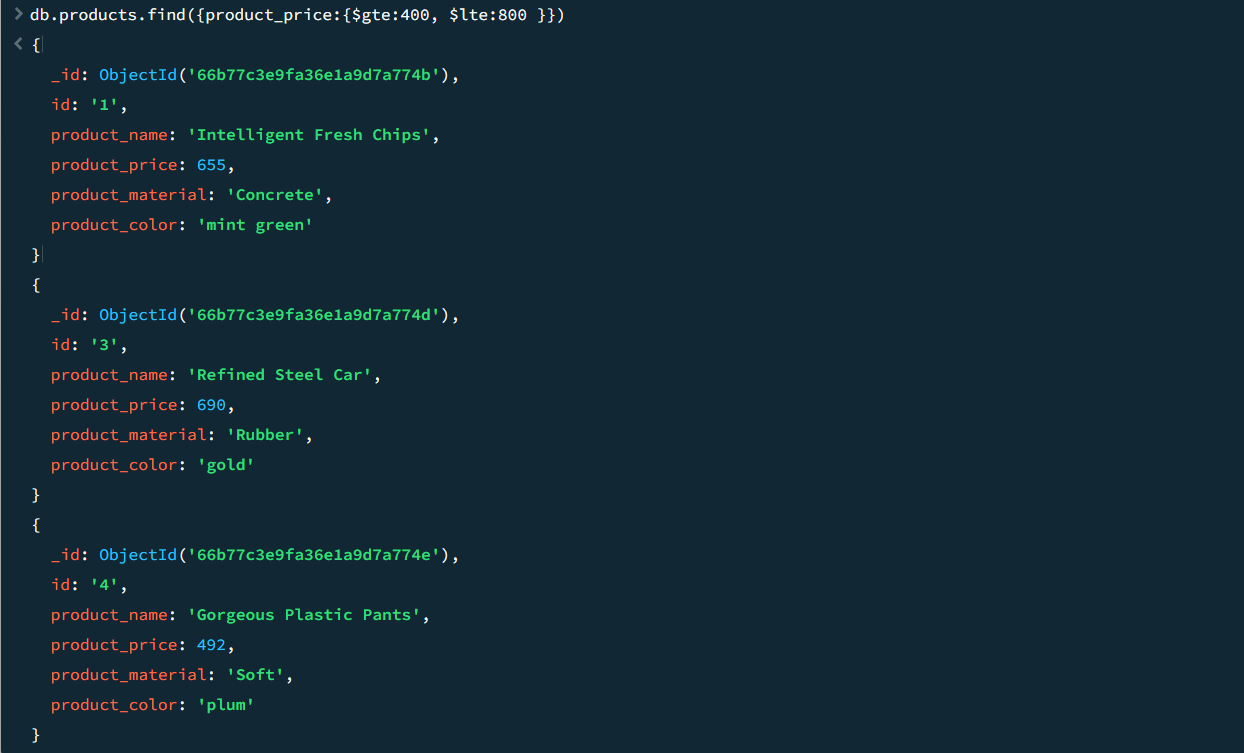 > db.products.find({product_price:{$gte:400, $lte:800 }})
< {
_id: ObjectId('66b77c3e9fa36e1a9d7a774b'),
id: '1',
product_name: 'Intelligent Fresh Chips',
product_price: 655,
product_material: 'Concrete',
product_color: 'mint green'
}
{
_id: ObjectId('66b77c3e9fa36e1a9d7a774d'),
id: '3',
product_name: 'Refined Steel Car',
product_price: 690,
product_material: 'Rubber',
product_color: 'gold'
}
{
_id: ObjectId('66b77c3e9fa36e1a9d7a774e'),
id: '4',
product_name: 'Gorgeous Plastic Pants',
product_price: 492,
product_material: 'Soft',
product_color: 'plum'
}